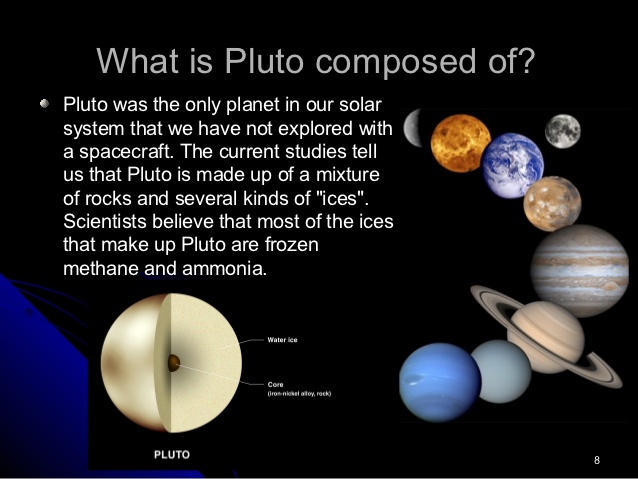 What is Pluto composed of?
Pluto was the only planet in our solar
system that we have not explored with
a spacecraft. The current studies tell
us that Pluto is made up of a mixture
of rocks and several kinds of "ices".
Scientists believe that most of the ices
that make up Pluto are frozen
methane and ammonia.
Water ice
Core
(iron-nickel alloy, rock)
PLUTO
8